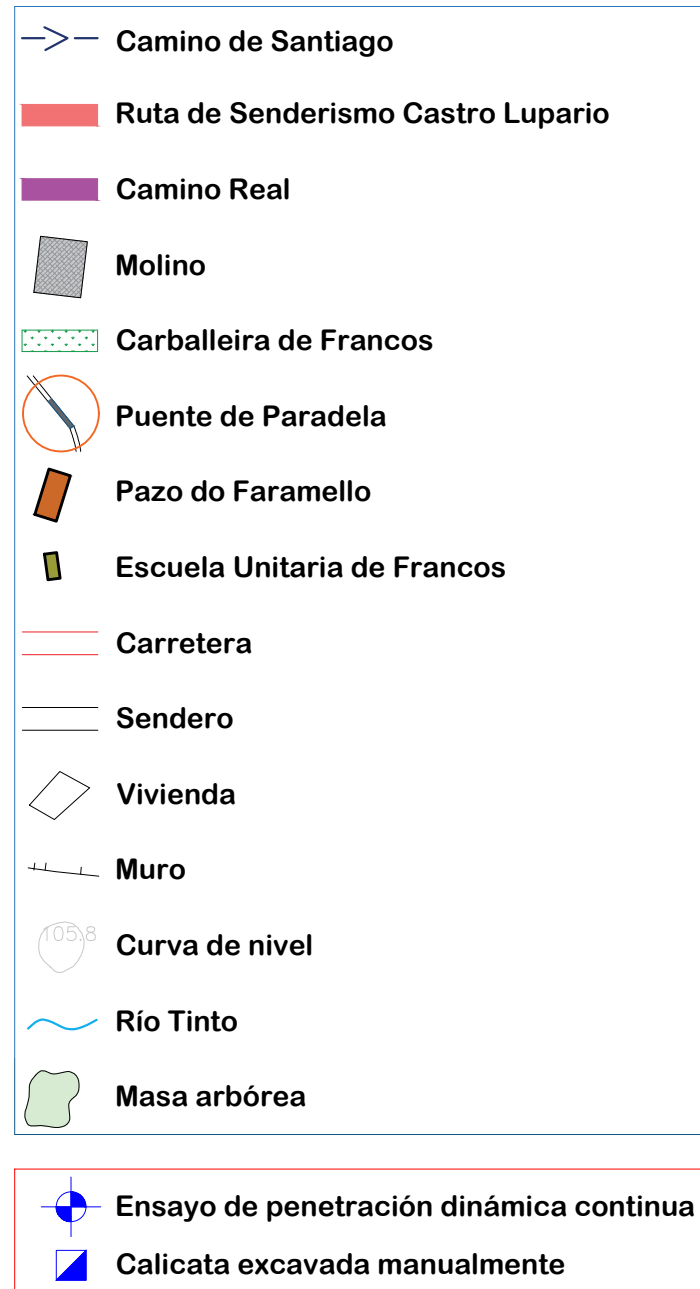 Camino de Santiago
Ruta de Senderismo Castro Lupario
Camino Real
Molino
Carballeira de Francos
Puente de Paradela
Pazo do Faramello
Escuela Unitaria de Francos
Carretera
Sendero
Vivienda
Muro
105.8
Curva de nivel
Río Tinto
Masa arbórea
Ensayo de penetración dinámica continua
Calicata excavada manualmente